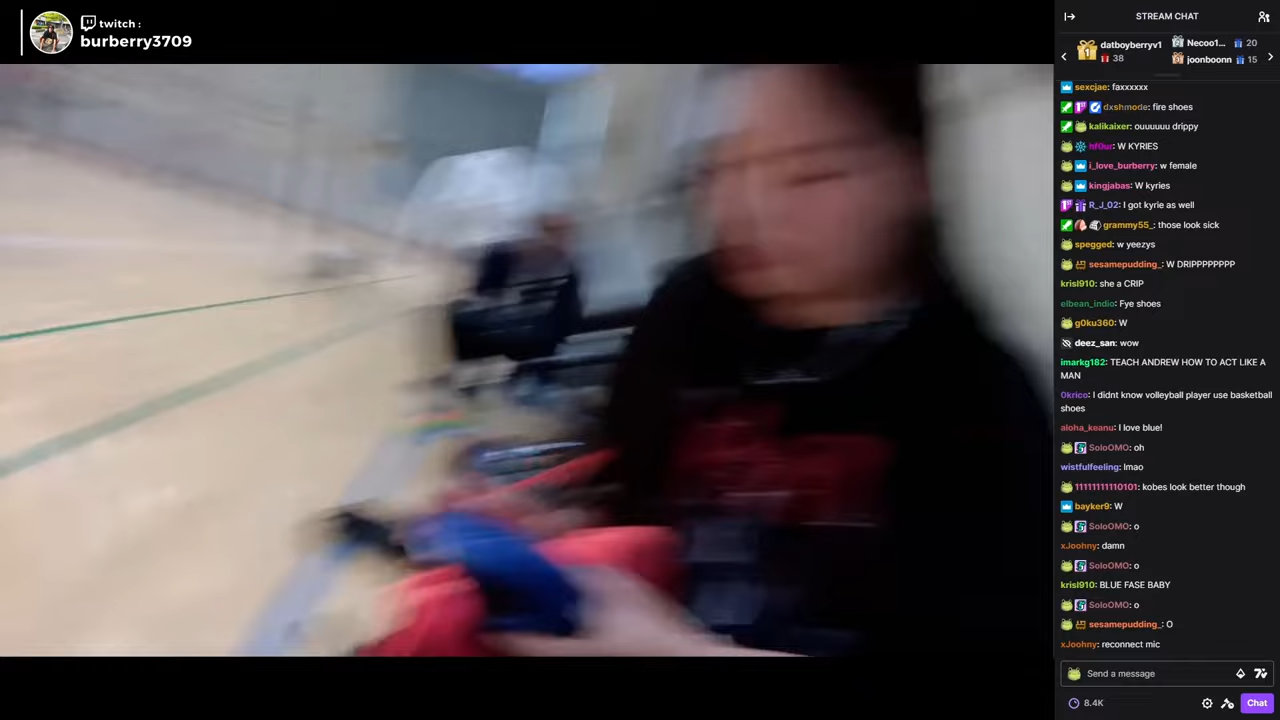 twitch :
burberry3709
STREAM CHAT
datboyberryv1
38
Necoo1... 20
joonboonn 15
sexcjae: faxxxxxx
dxshmode: fire shoes
kalikaixer: ouuuuuu drippy
hf0ur: W KYRIES
i_love_burberry: w female
kingjabas: W kyries
R_J_02: I got kyrie as well
grammy55_: those look sick
spegged: w yeezys
sesamepudding_: W DRIPPPPPPPP
krisl910: she a CRIP
elbean_indio: Fye shoes
g0ku360: W
deez_san: wow
imarkg182: TEACH ANDREW HOW TO ACT LIKE A
MAN
0krico: I didnt know volleyball player use basketball
shoes
aloha_keanu: I love blue!
SoloOMO: oh
wistfulfeeling: lmao
11111111110101: kobes look better though
bayker9: W
SoloOMO: o
xJoohny: damn
SoloOMO: o
krisl910: BLUE FASE BABY
SoloOMO: o
sesamepudding_: O
xJoohny: reconnect mic
Send a message
8.4K
Chat